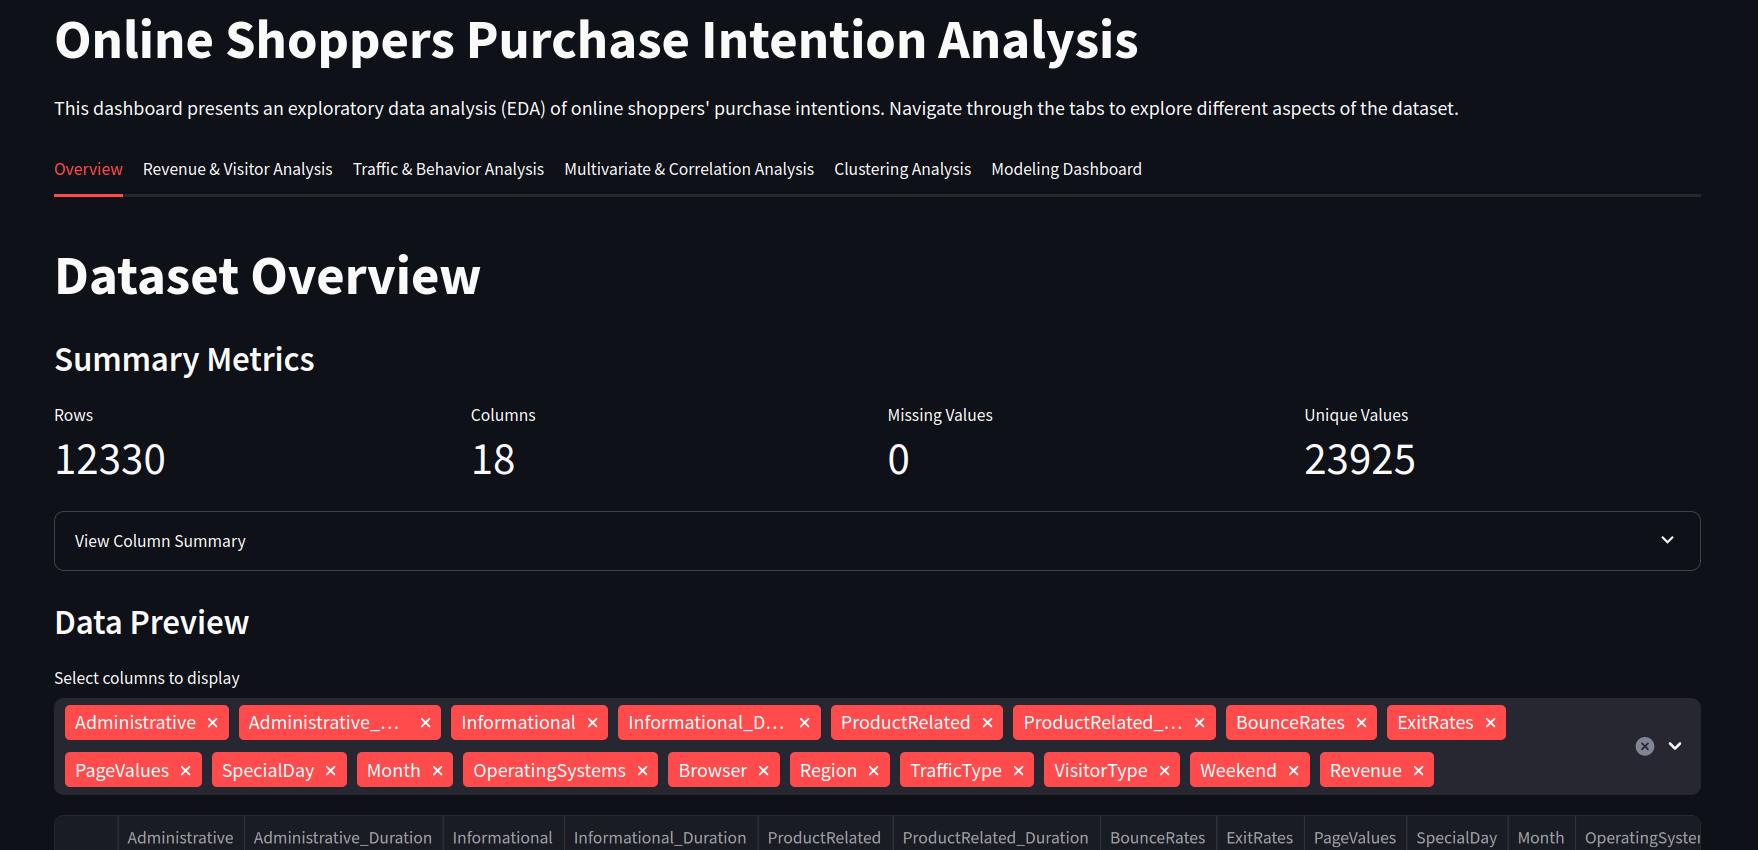 Online Shoppers Purchase Intention Analysis
This dashboard presents an exploratory data analysis (EDA) of online shoppers' purchase intentions. Navigate through the tabs to explore different aspects of the dataset.
Overview Revenue & Visitor Analysis Traffic & Behavior Analysis Multivariate & Correlation Analysis Clustering Analysis Modeling Dashboard
Dataset Overview
Summary Metrics
Rows Columns Missing Values Unique Values
12330 18 0 23925
View Column Summary
Data Preview
Select columns to display
Administrative Administrative_... Informational Informational_D... ProductRelated ProductRelated_... BounceRates ExitRates
PageValues SpecialDay Month OperatingSystems Browser Region TrafficType VisitorType Weekend Revenue
Administrative Administrative_Duration Informational Informational_Duration ProductRelated ProductRelated_Duration BounceRates ExitRates PageValues SpecialDay Month OperatingSyste